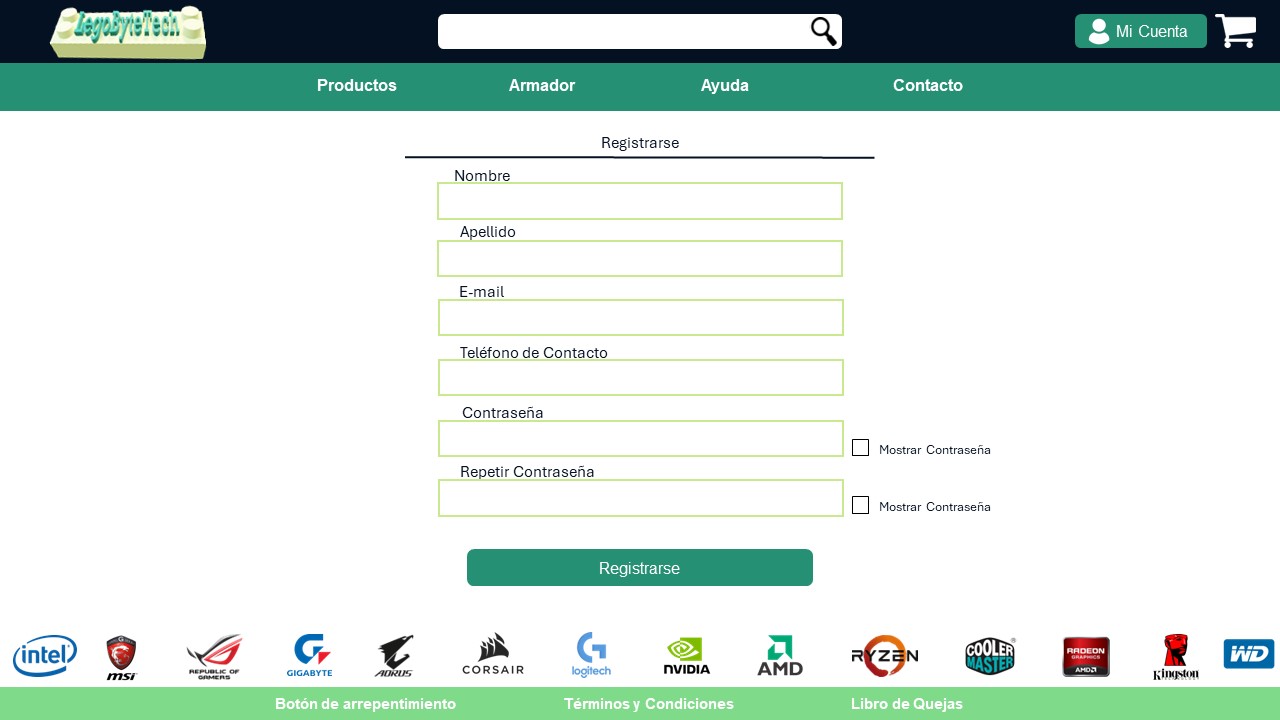 LegoByteTech
Mi Cuenta
Productos
Armador
Ayuda
Contacto
Registrarse
Nombre
Apellido
E-mail
Teléfono de Contacto
Contraseña
Mostrar Contraseña
Repetir Contraseña
Mostrar Contraseña
Registrarse
intel
msi
REPUBLIC OF
GAMERS
GIGABYTE
AORUS
CORSAIR
logitech
NVIDIA
AMD
RYZEN
COOLER
MASTER
RADEON
GRAPHICS
AMD
Kingston
TECHNOLOGY
WD
Botón de arrepentimiento
Términos y Condiciones
Libro de Quejas